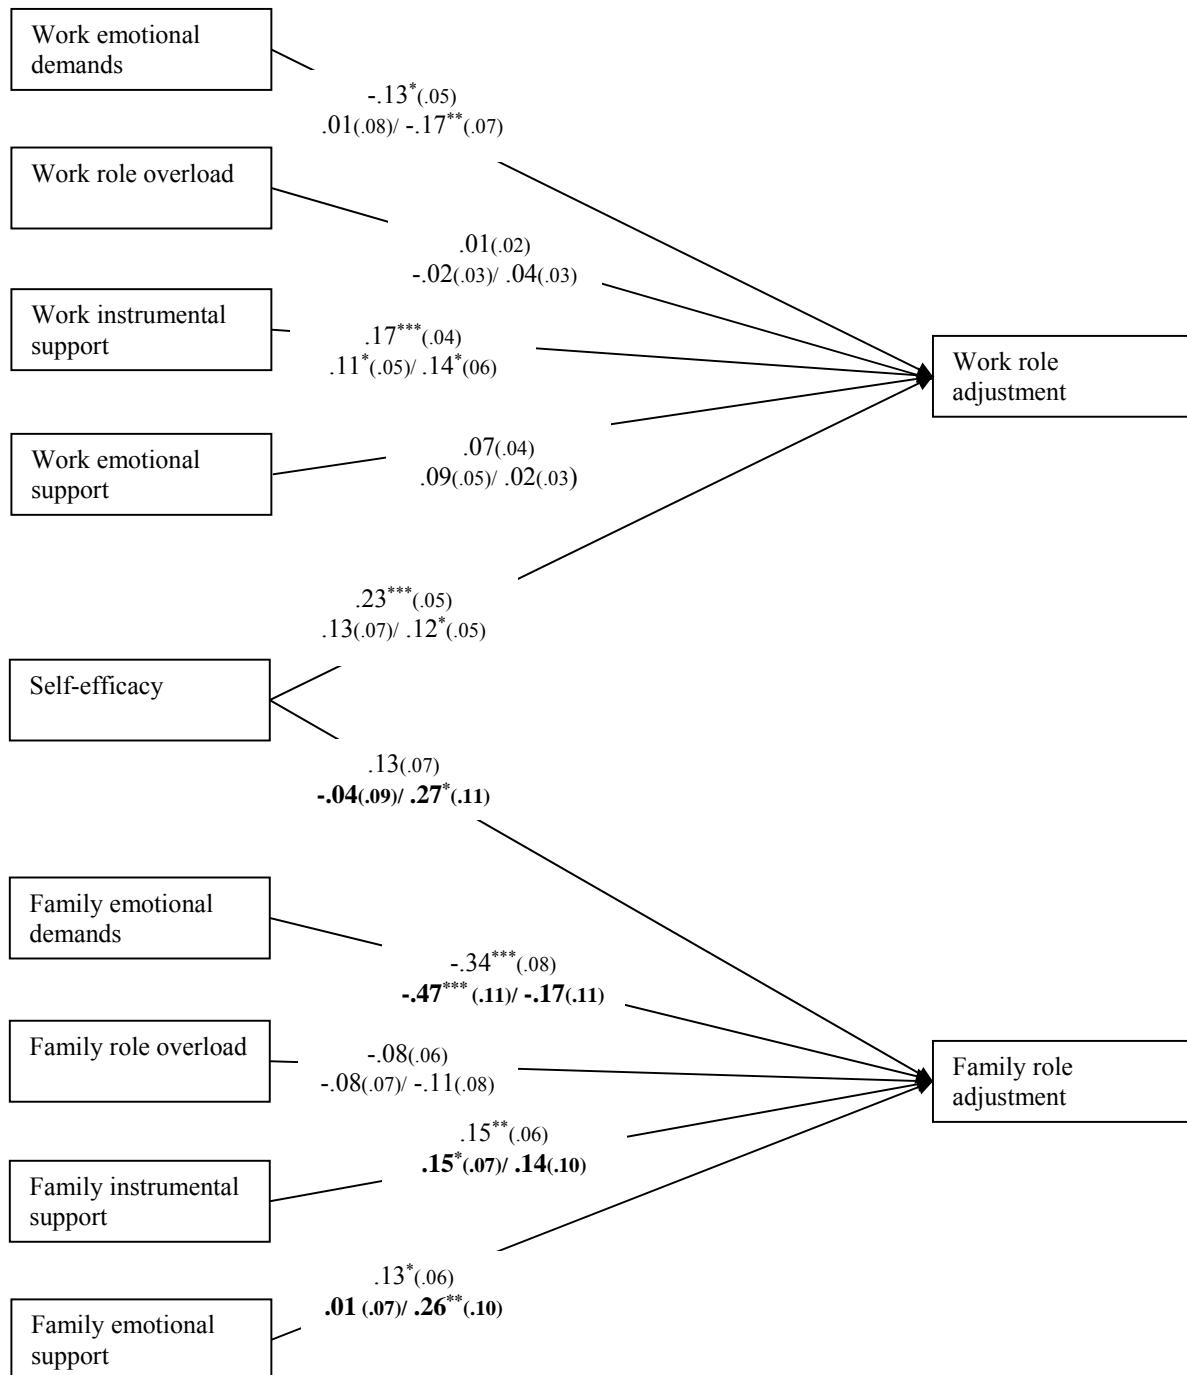 Work emotional
demands
-.13*(.05)
.01(.08)/ -.17**(.07)
Work role overload
.01(.02)
-.02(.03)/ .04(.03)
Work instrumental
support
.17***(.04)
.11*(.05)/ .14*(06)
Work role
adjustment
Work emotional
support
.07(.04)
.09(.05)/ .02(.03)
.23***(.05)
.13(.07)/ .12*(.05)
Self-efficacy
.13(.07)
-.04(.09)/ .27*(.11)
Family emotional
demands
-.34***(.08)
-.47*** (.11)/ -.17(.11)
Family role overload
-.08(.06)
-.08(.07)/ -.11(.08)
Family role
adjustment
.15**(.06)
.15*(.07)/ .14(.10)
Family instrumental
support
.13*(.06)
.01 (.07)/ .26**(.10)
Family emotional
support